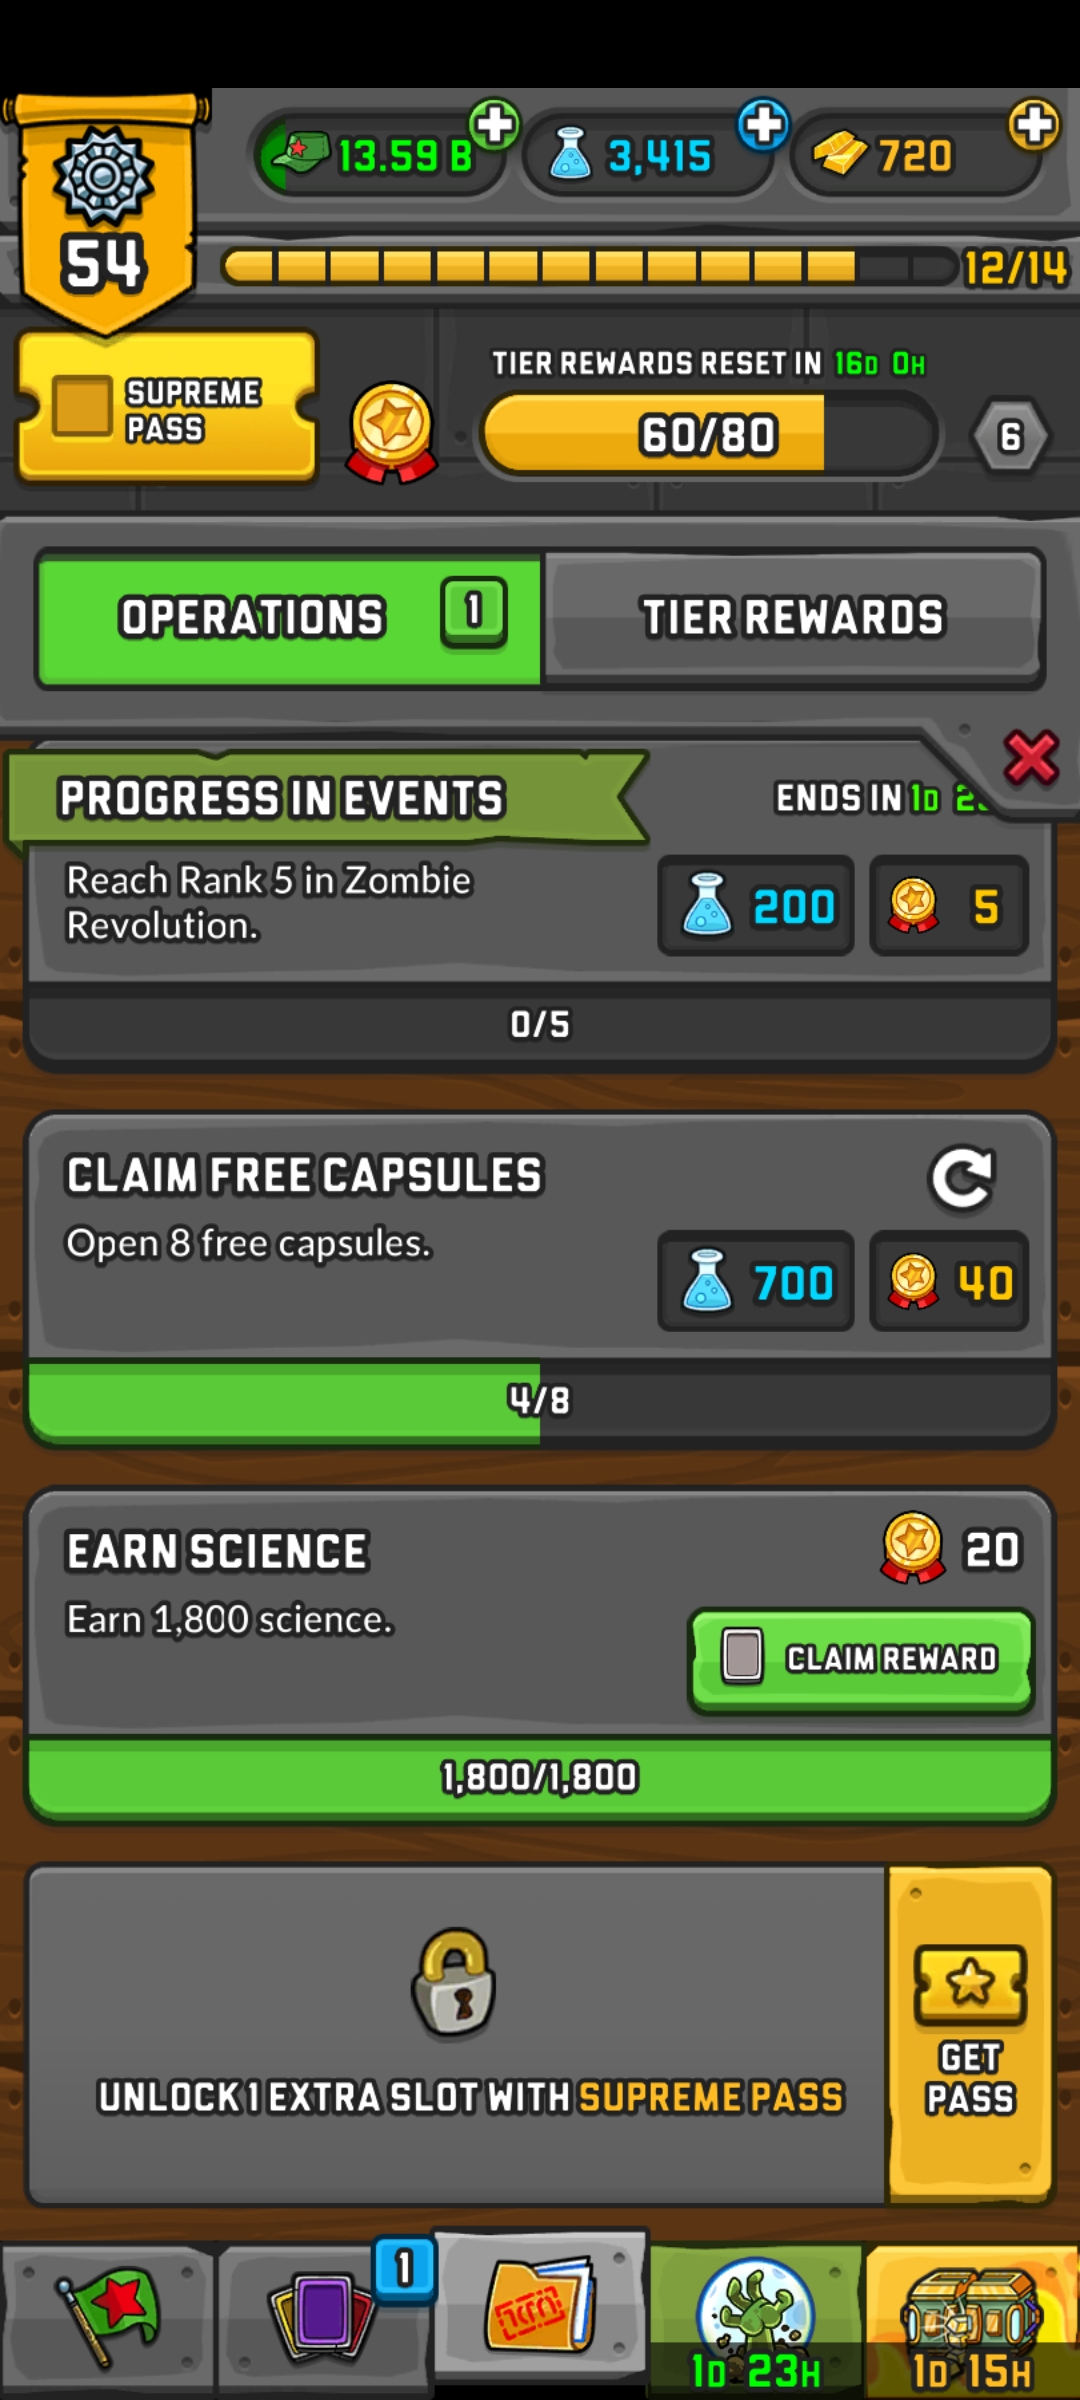 13.59 B
3,415
720
54
12/14
SUPREME
PASS
TIER REWARDS RESET IN 16D 0H
60/80
6
OPERATIONS
1
TIER REWARDS
PROGRESS IN EVENTS
ENDS IN 1D
Reach Rank 5 in Zombie
Revolution.
200
5
0/5
CLAIM FREE CAPSULES
Open 8 free capsules.
700
40
4/8
EARN SCIENCE
20
Earn 1,800 science.
CLAIM REWARD
1,800/1,800
UNLOCK 1 EXTRA SLOT WITH SUPREME PASS
GET
PASS
1
1D 23H
1D 15H